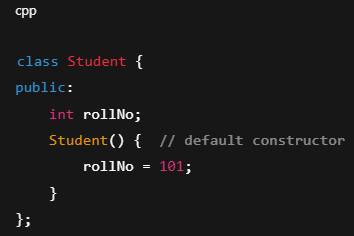 cpp
class Student {
public:
    int rollNo;
    Student() {  // default constructor
        rollNo = 101;
    }
};